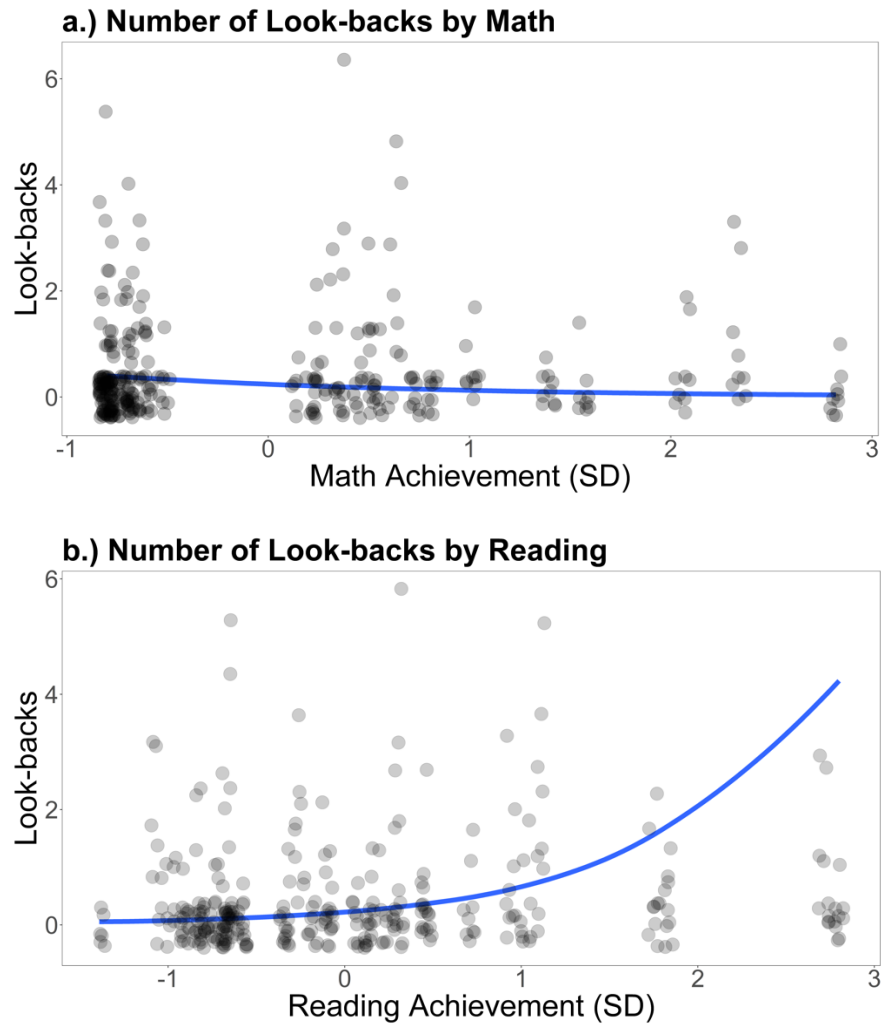 a.) Number of Look-backs by Math
6
4
2
0
Look-backs
-1 0 1 2 3
Math Achievement (SD)
b.) Number of Look-backs by Reading
6
4
2
0
Look-backs
-1 0 1 2 3
Reading Achievement (SD)